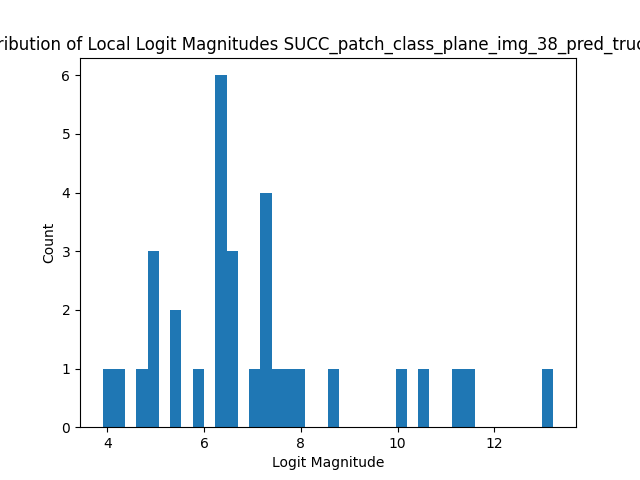 of Local Logit Magnitudes SUCC_patch_class_plane_img_38_pred_truc
6
5
4
3
2
1
0
Count
4 6 8 10 12
Logit Magnitude